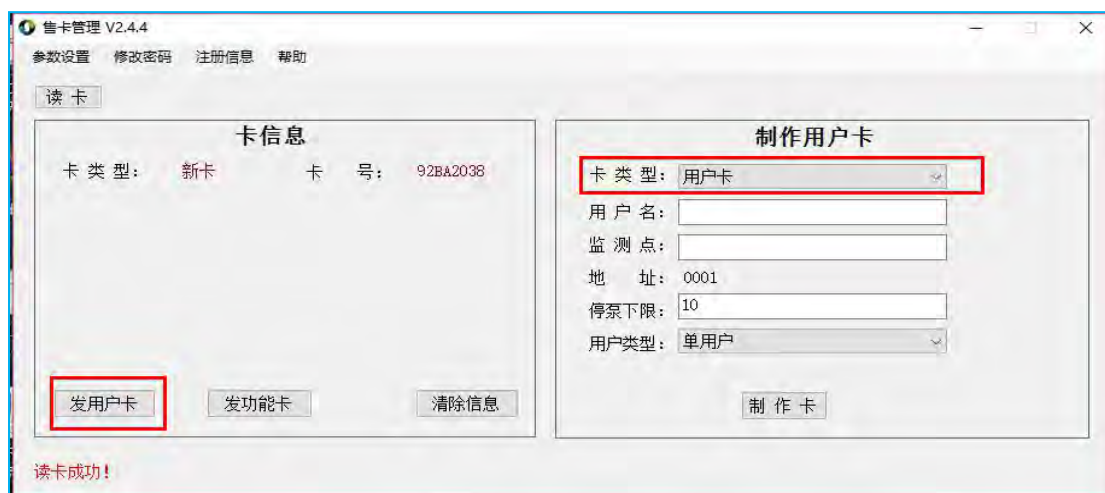 售卡管理 V2.4.4
参数设置 修改密码 注册信息 帮助
读 卡
卡信息
卡 类 型： 新卡 卡 号： 92BA2038
发用户卡 发功能卡 清除信息
制作用户卡
卡 类 型： 用户卡
用 户 名：
监 测 点：
地 址： 0001
停泵下限： 10
用户类型： 单用户
制 作 卡
读卡成功！